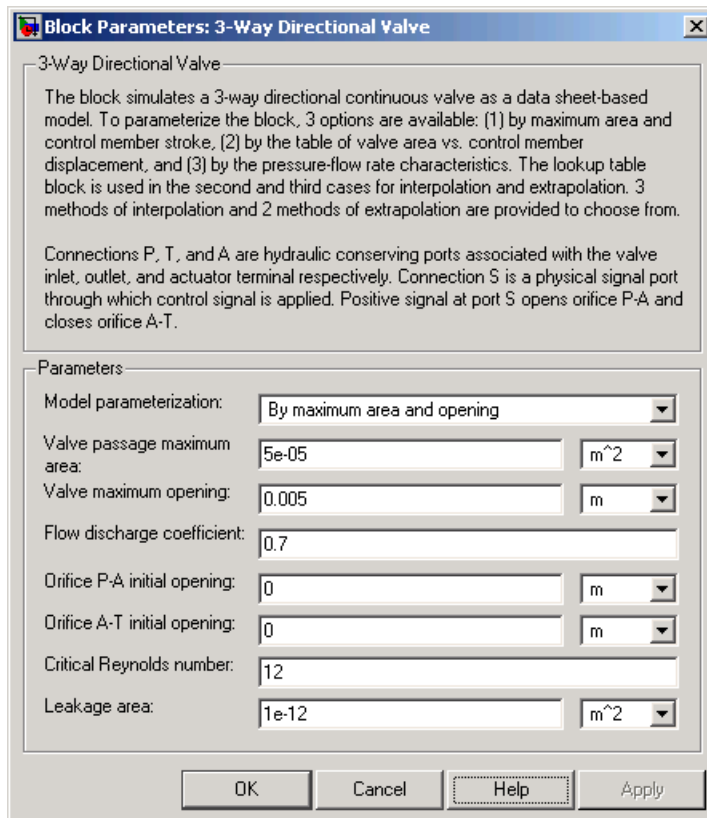 Block Parameters: 3-Way Directional Valve
3-Way Directional Valve
The block simulates a 3-way directional continuous valve as a data sheet-based
model. To parameterize the block, 3 options are available: (1) by maximum area and
control member stroke, (2) by the table of valve area vs. control member
displacement, and (3) by the pressure-flow rate characteristics. The lookup table
block is used in the second and third cases for interpolation and extrapolation. 3
methods of interpolation and 2 methods of extrapolation are provided to choose from.
Connections P, T, and A are hydraulic conserving ports associated with the valve
inlet, outlet, and actuator terminal respectively. Connection S is a physical signal port
through which control signal is applied. Positive signal at port S opens orifice P-A and
closes orifice A-T.
Parameters
Model parameterization:
By maximum area and opening
Valve passage maximum
area:
5e-05
m^2
Valve maximum opening:
0.005
m
Flow discharge coefficient:
0.7
Orifice P-A initial opening:
0
m
Orifice A-T initial opening:
0
m
Critical Reynolds number:
12
Leakage area:
1e-12
m^2
OK
Cancel
Help
Apply